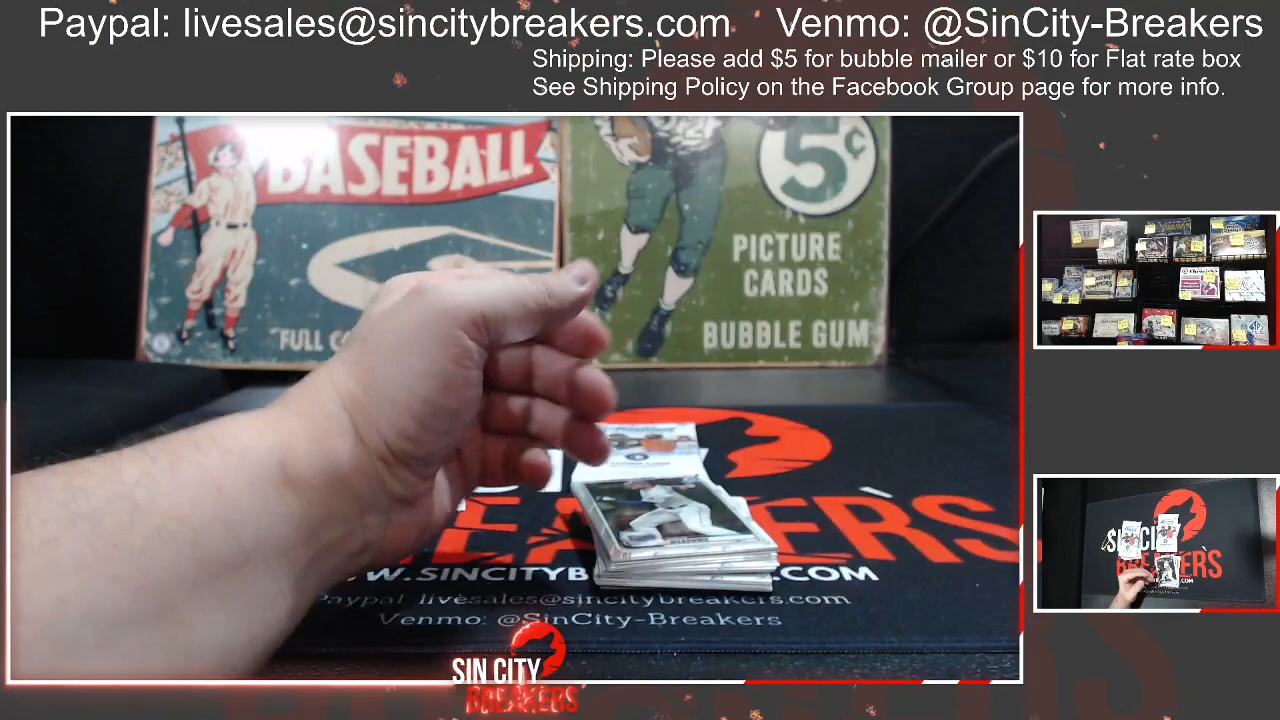 Paypal: livesales@sincitybreakers.com Venmo: @SinCity-Breakers
Shipping: Please add $5 for bubble mailer or $10 for Flat rate box
See Shipping Policy on the Facebook Group page for more info.
BASEBALL
FULL
5¢
PICTURE
CARDS
BUBBLE GUM
Paypal: livesales@sincitybreakers.com
Venmo: @SinCity-Breakers
SIN CITY
BREAKERS